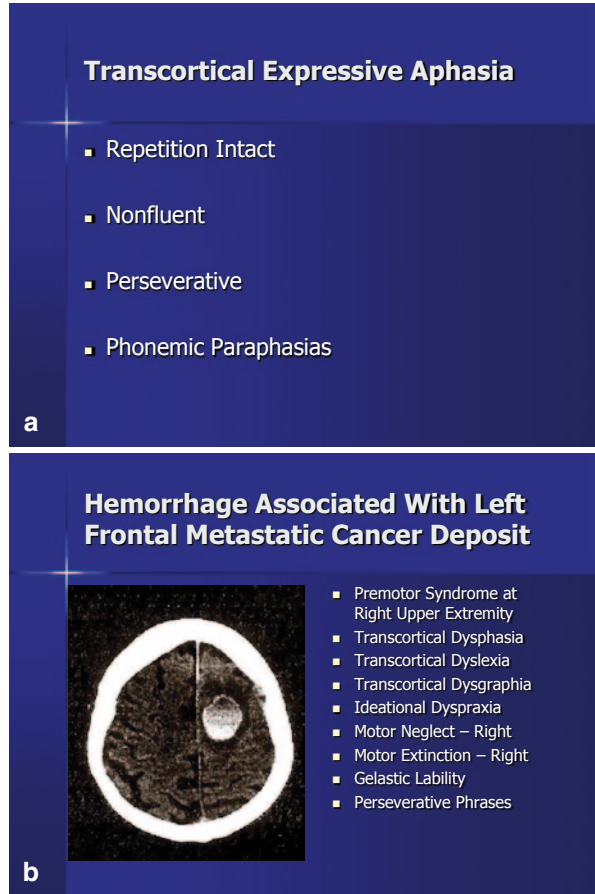 Transcortical Expressive Aphasia
Repetition Intact
Nonfluent
Perseverative
Phonemic Paraphasias
a
Hemorrhage Associated With Left
Frontal Metastatic Cancer Deposit
Premotor Syndrome at
Right Upper Extremity
Transcortical Dysphasia
Transcortical Dyslexia
Transcortical Dysgraphia
Ideational Dyspraxia
Motor Neglect – Right
Motor Extinction – Right
Gelastic Lability
Perseverative Phrases
b